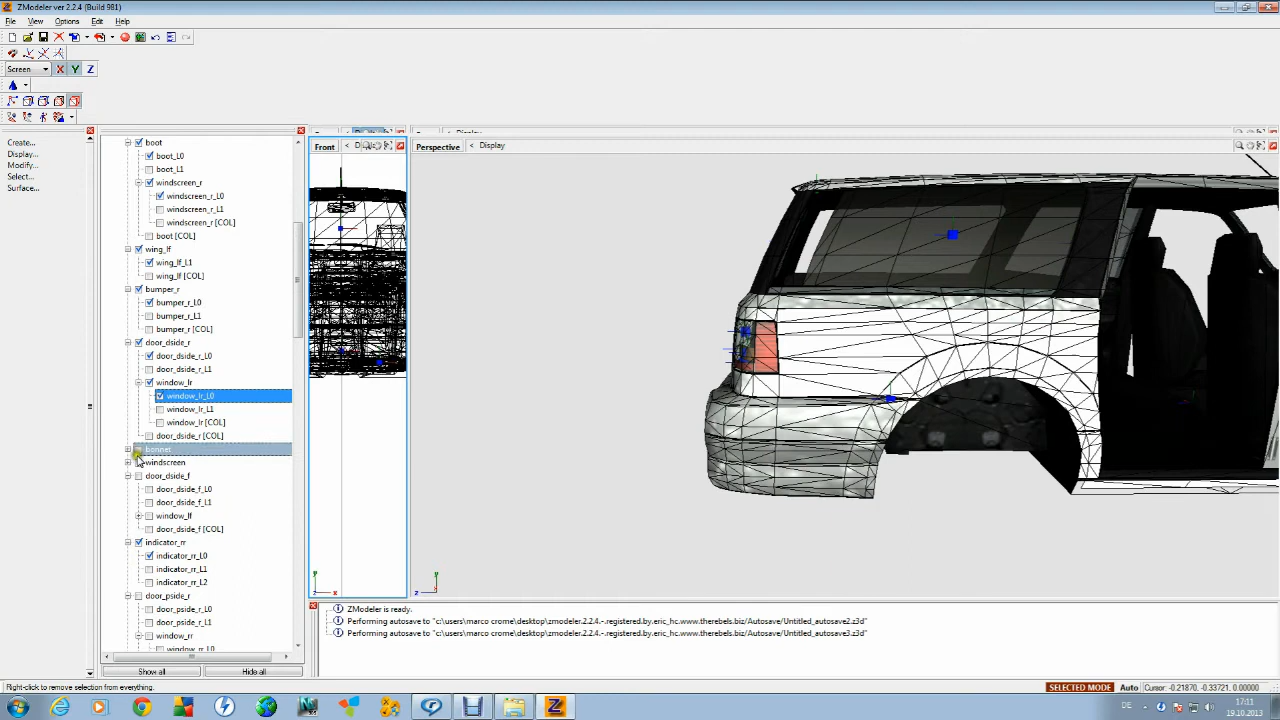 ZModeler ver 2.2.4 (Build 981)
File View Options Edit Help
Screen X Y Z
Create...
Display...
Modify...
Select...
Surface...
boot
boot_L0
boot_L1
windscreen_r
windscreen_r_L0
windscreen_r_L1
windscreen_r [COL]
boot [COL]
wing_lf
wing_lf_L1
wing_lf [COL]
bumper_r
bumper_r_L0
bumper_r_L1
bumper_r [COL]
door_dside_r
door_dside_r_L0
door_dside_r_L1
window_lr
window_lr_L0
window_lr_L1
window_lr [COL]
door_dside_r [COL]
bonnet
windscreen
door_dside_f
door_dside_f_L0
door_dside_f_L1
window_lf
door_dside_f [COL]
indicator_rr
indicator_rr_L0
indicator_rr_L1
indicator_rr_L2
door_pside_r
door_pside_r_L0
door_pside_r_L1
window_rr
window_rr_L0
Show all Hide all
Front <
Perspective < Display
ZModeler is ready.
Performing autosave to "c:\users\marco crome\desktop\zmodeler.2.2.4.-.registered.by.eric_hc.www.therebels.biz/Autosave/Untitled_autosave2.z3d"
Performing autosave to "c:\users\marco crome\desktop\zmodeler.2.2.4.-.registered.by.eric_hc.www.therebels.biz/Autosave/Untitled_autosave3.z3d"
Right-click to remove selection from everything. SELECTED MODE Auto Cursor: -0.21870, -0.33721, 0.00000
DE 17:11
19.10.2013